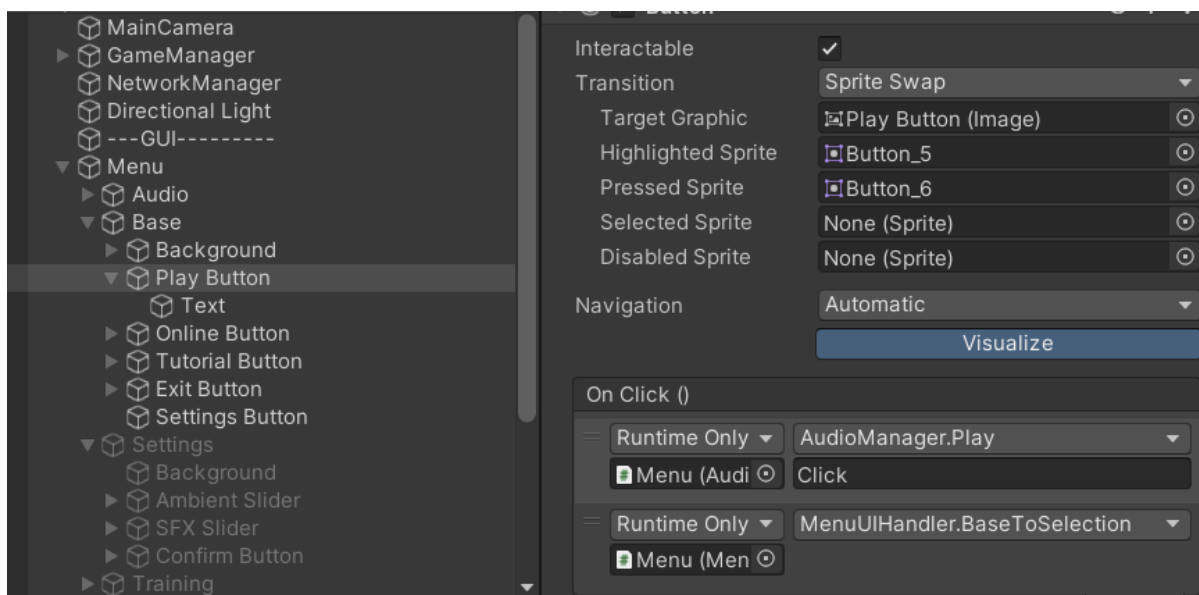 MainCamera
GameManager
NetworkManager
Directional Light
---GUI---------
Menu
Audio
Base
Background
Play Button
Text
Online Button
Tutorial Button
Exit Button
Settings Button
Settings
Background
Ambient Slider
SFX Slider
Confirm Button
Training
Button
Interactable
Transition Sprite Swap
Target Graphic Play Button (Image)
Highlighted Sprite Button_5
Pressed Sprite Button_6
Selected Sprite None (Sprite)
Disabled Sprite None (Sprite)
Navigation Automatic
Visualize
On Click ()
Runtime Only AudioManager.Play
Menu (Audi Click
Runtime Only MenuUIHandler.BaseToSelection
Menu (Men